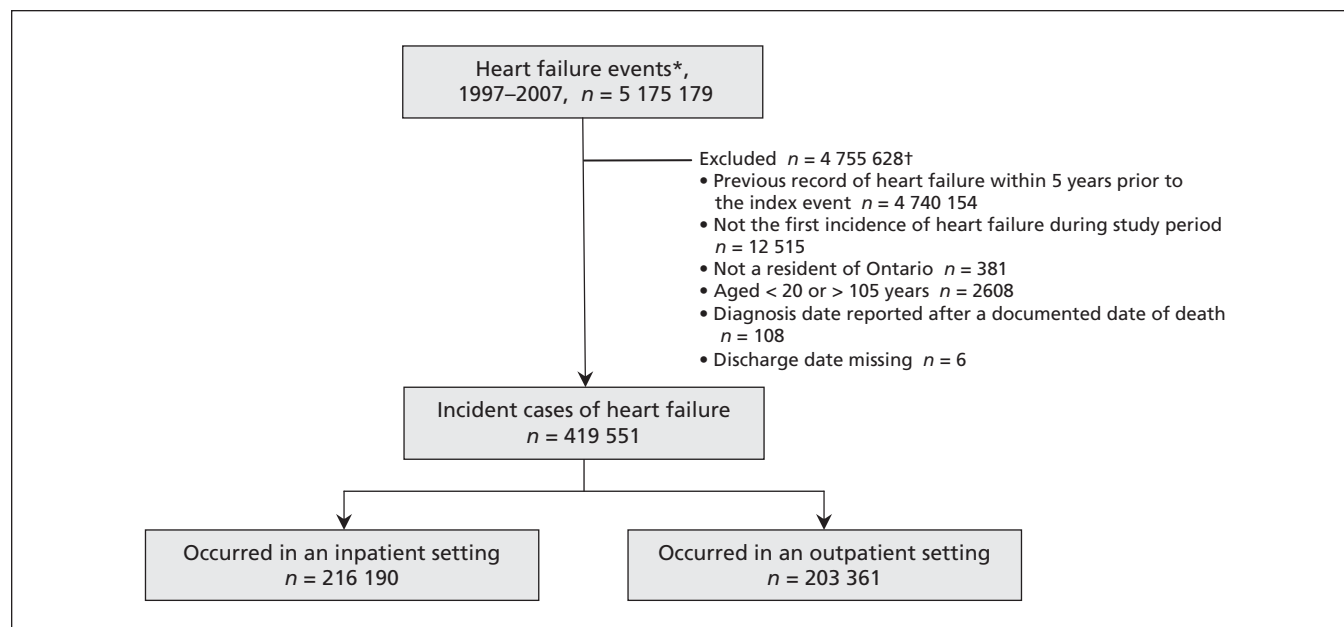 Heart failure events*,
1997–2007, n = 5 175 179
Excluded n = 4 755 628†
• Previous record of heart failure within 5 years prior to
the index event n = 4 740 154
• Not the first incidence of heart failure during study period
n = 12 515
• Not a resident of Ontario n = 381
• Aged < 20 or > 105 years n = 2608
• Diagnosis date reported after a documented date of death
n = 108
• Discharge date missing n = 6
Incident cases of heart failure
n = 419 551
Occurred in an inpatient setting
n = 216 190
Occurred in an outpatient setting
n = 203 361